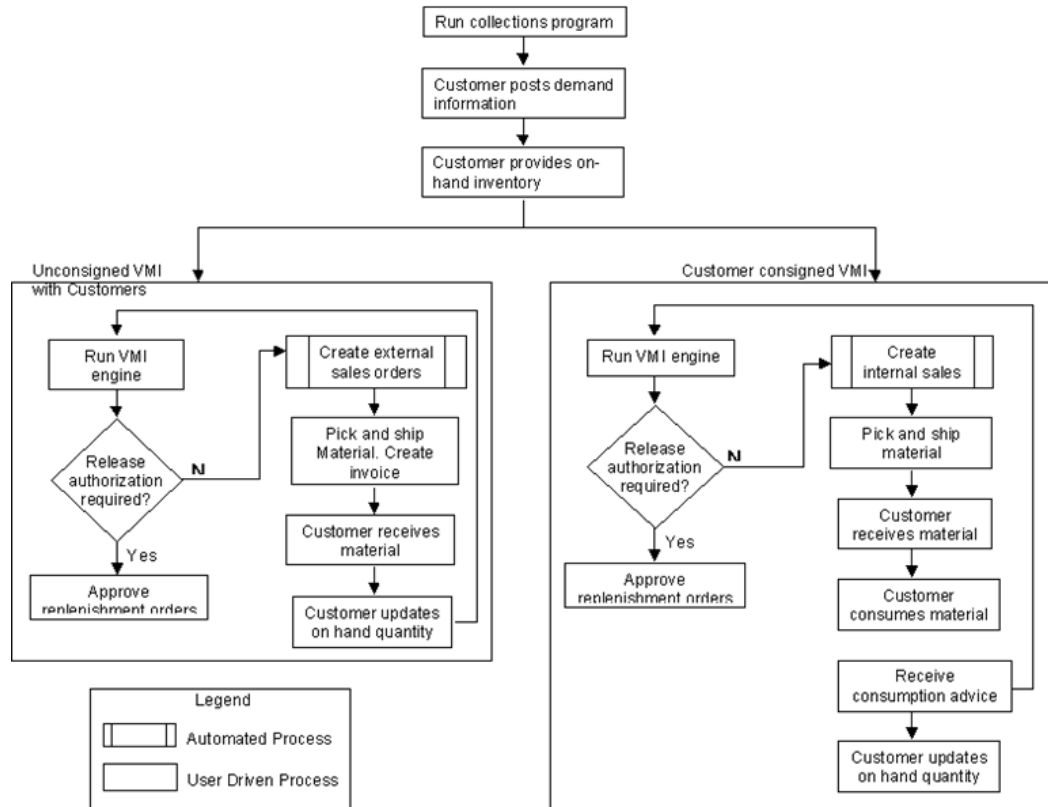 Run collections program
Customer posts demand
information
Customer provides on-
hand inventory
Unconsigned VMI
with Customers
Run VMI
engine
Release
authorization
required?
N
Yes
Approve
replenishment orders
Create external
sales orders
Pick and ship
Material. Create
invoice
Customer receives
material
Customer updates
on hand quantity
Customer consigned VMI
Run VMI engine
Release
authorization
required?
N
Yes
Approve
replenishment orders
Create
internal sales
Pick and ship
material
Customer
receives material
Customer
consumes material
Receive
consumption advice
Customer updates
on hand quantity
Legend
Automated Process
User Driven Process